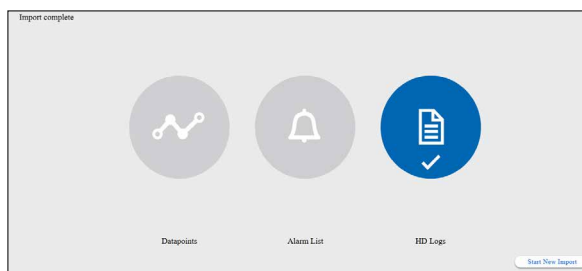 Import complete
Datapoints
Alarm List
HD Logs
Start New Import